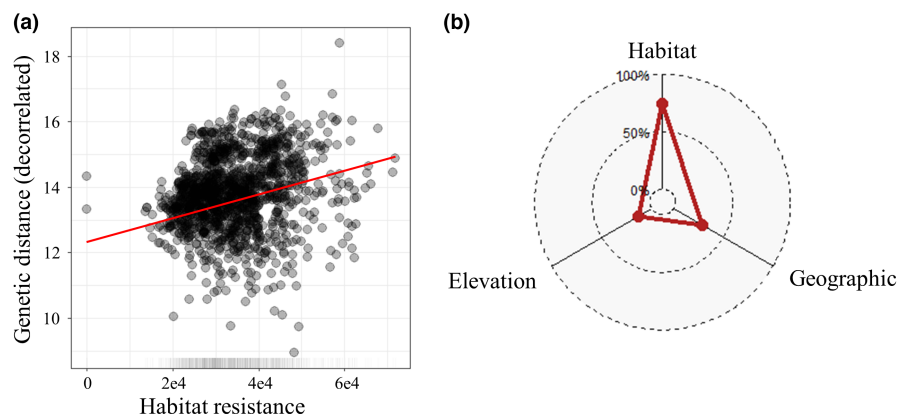 (a)
Genetic distance (decorrelated)
18
16
14
12
10
0
2e4
4e4
6e4
Habitat resistance
(b)
Habitat
100%
50%
0%
Elevation
Geographic